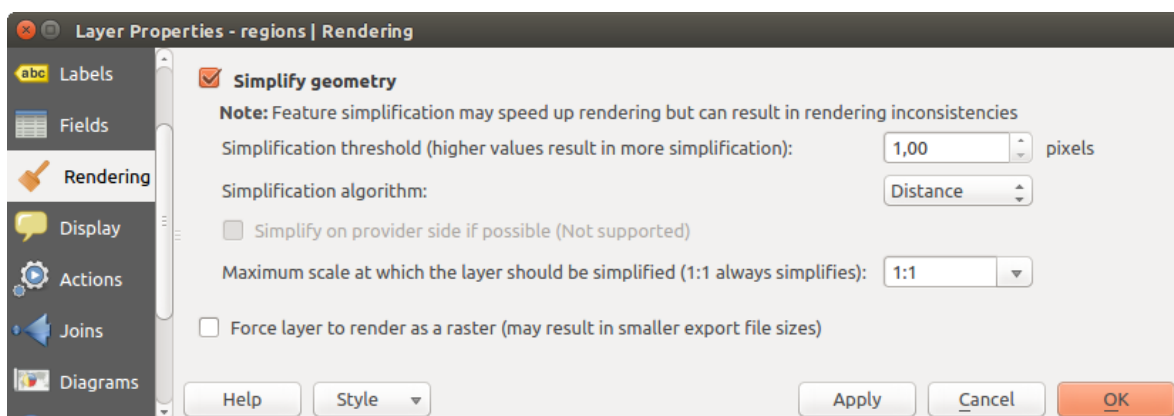 Layer Properties - regions | Rendering
abc Labels
Fields
Rendering
Display
Actions
Joins
Diagrams
Simplify geometry
Note: Feature simplification may speed up rendering but can result in rendering inconsistencies
Simplification threshold (higher values result in more simplification): 1,00 pixels
Simplification algorithm: Distance
Simplify on provider side if possible (Not supported)
Maximum scale at which the layer should be simplified (1:1 always simplifies): 1:1
Force layer to render as a raster (may result in smaller export file sizes)
Help Style Apply Cancel OK